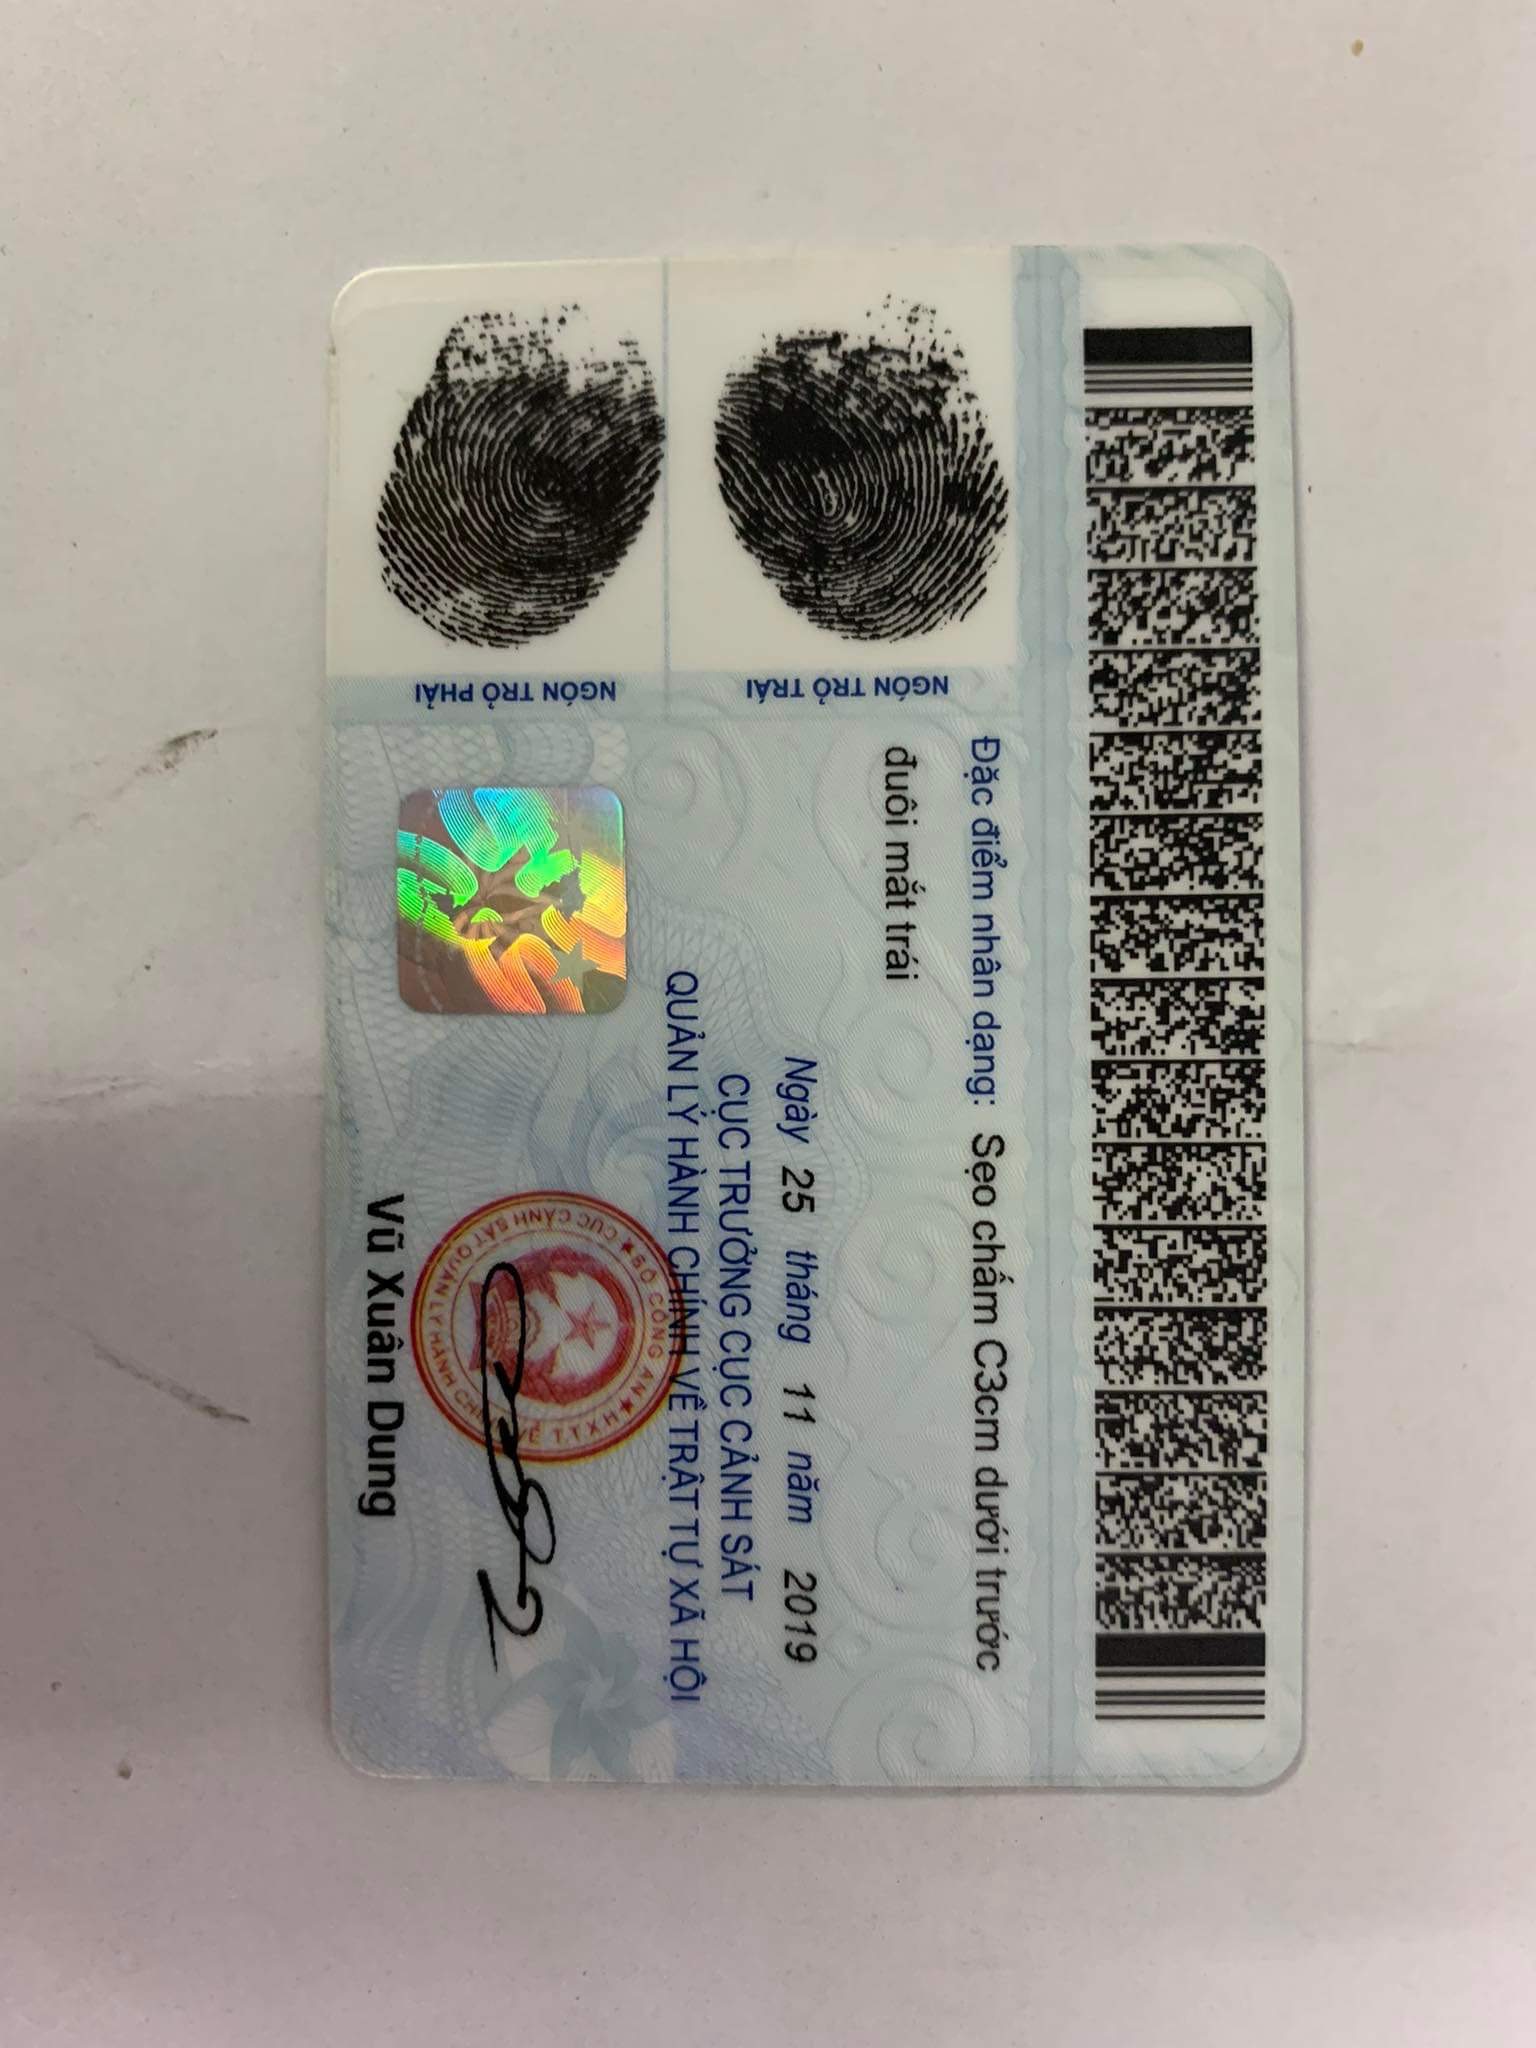 Đặc điểm nhân dạng: Sẹo chấm C3cm dưới trước
đuôi mắt trái
NGÓN TRỎ TRÁI
NGÓN TRỎ PHẢI
Ngày 25 tháng 11 năm 2019
CỤC TRƯỞNG CỤC CẢNH SÁT
QUẢN LÝ HÀNH CHÍNH VỀ TRẬT TỰ XÃ HỘI
★ BỘ CÔNG AN ★
CỤC CẢNH SÁT QUẢN LÝ HÀNH CHÍNH VỀ T.T.X.H
Vũ Xuân Dung